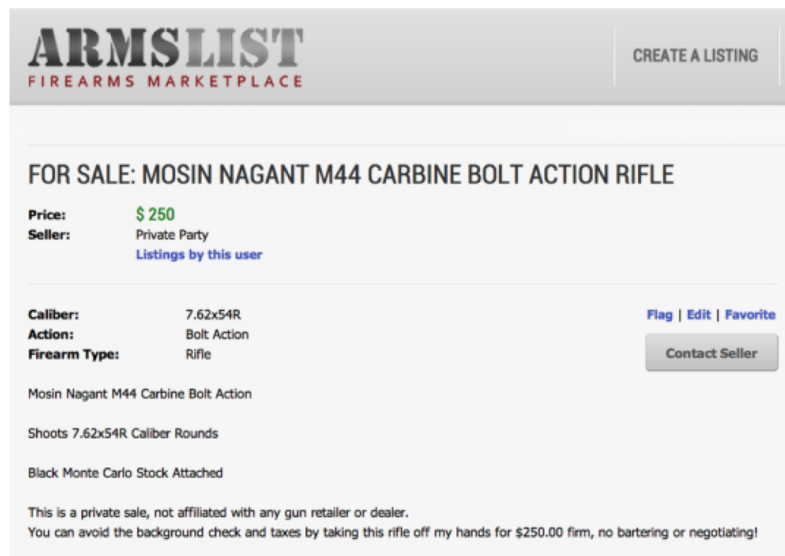 ARMSLIST
FIREARMS MARKETPLACE
CREATE A LISTING
FOR SALE: MOSIN NAGANT M44 CARBINE BOLT ACTION RIFLE
Price: $ 250
Seller: Private Party
Listings by this user
Caliber: 7.62x54R
Flag | Edit | Favorite
Action: Bolt Action
Firearm Type: Rifle
Contact Seller
Mosin Nagant M44 Carbine Bolt Action
Shoots 7.62x54R Caliber Rounds
Black Monte Carlo Stock Attached
This is a private sale, not affiliated with any gun retailer or dealer.
You can avoid the background check and taxes by taking this rifle off my hands for $250.00 firm, no bartering or negotiating!